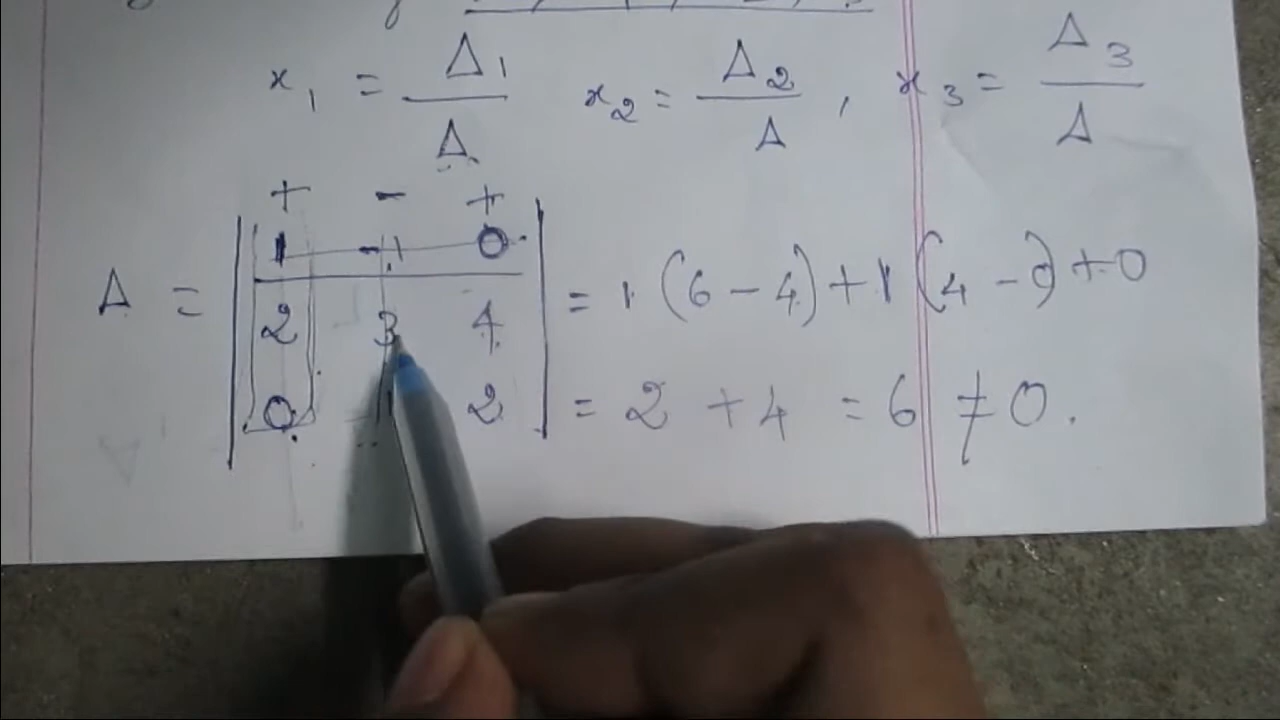 x₁ = Δ₁/Δ x₂ = Δ₂/Δ , x₃ = Δ₃/Δ
+ - +
1 -1 0
Δ = = 1 (6 - 4) + 1 (4 - 0) + 0
2 3 4
0 1 2 = 2 + 4 = 6 ≠ 0.